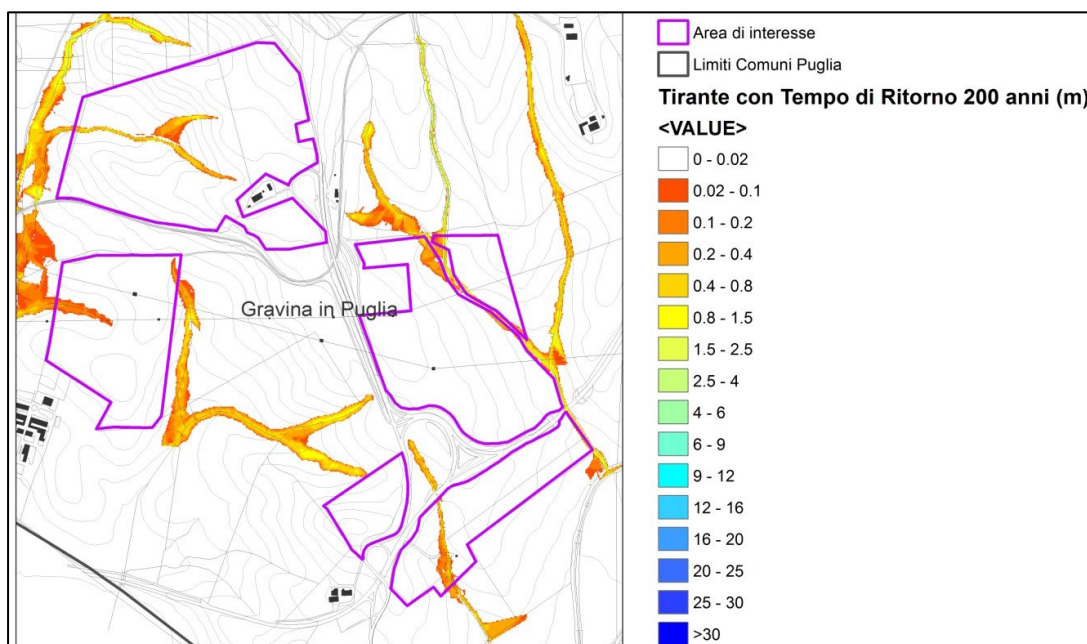 Area di interesse
Limiti Comuni Puglia
Tirante con Tempo di Ritorno 200 anni (m)
<VALUE>
0 - 0.02
0.02 - 0.1
0.1 - 0.2
0.2 - 0.4
0.4 - 0.8
0.8 - 1.5
1.5 - 2.5
2.5 - 4
4 - 6
6 - 9
9 - 12
12 - 16
16 - 20
20 - 25
25 - 30
>30
Gravina in Puglia